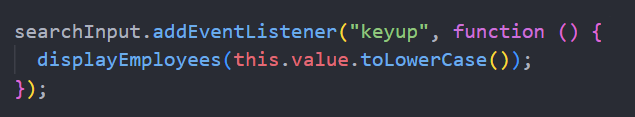 searchInput.addEventListener("keyup", function () {
  displayEmployees(this.value.toLowerCase());
});